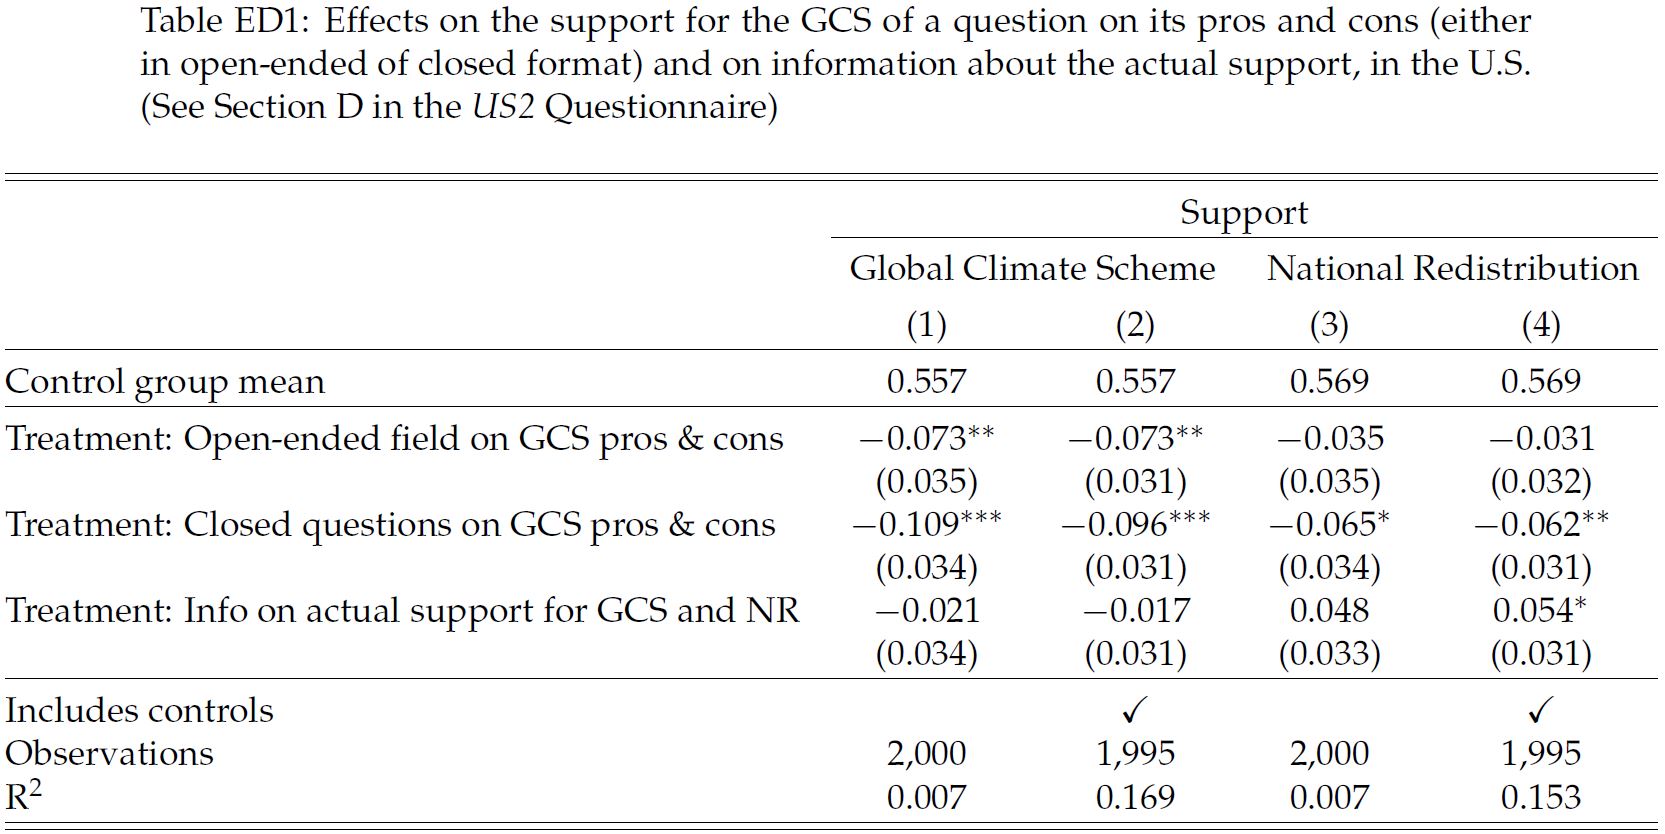 Table ED1: Effects on the support for the GCS of a question on its pros and cons (either
in open-ended of closed format) and on information about the actual support, in the U.S.
(See Section D in the US2 Questionnaire)
Support
Global Climate Scheme National Redistribution
(1) (2) (3) (4)
Control group mean 0.557 0.557 0.569 0.569
Treatment: Open-ended field on GCS pros & cons −0.073** −0.073** −0.035 −0.031
(0.035) (0.031) (0.035) (0.032)
Treatment: Closed questions on GCS pros & cons −0.109*** −0.096*** −0.065* −0.062**
(0.034) (0.031) (0.034) (0.031)
Treatment: Info on actual support for GCS and NR −0.021 −0.017 0.048 0.054*
(0.034) (0.031) (0.033) (0.031)
Includes controls ✓ ✓
Observations 2,000 1,995 2,000 1,995
R² 0.007 0.169 0.007 0.153